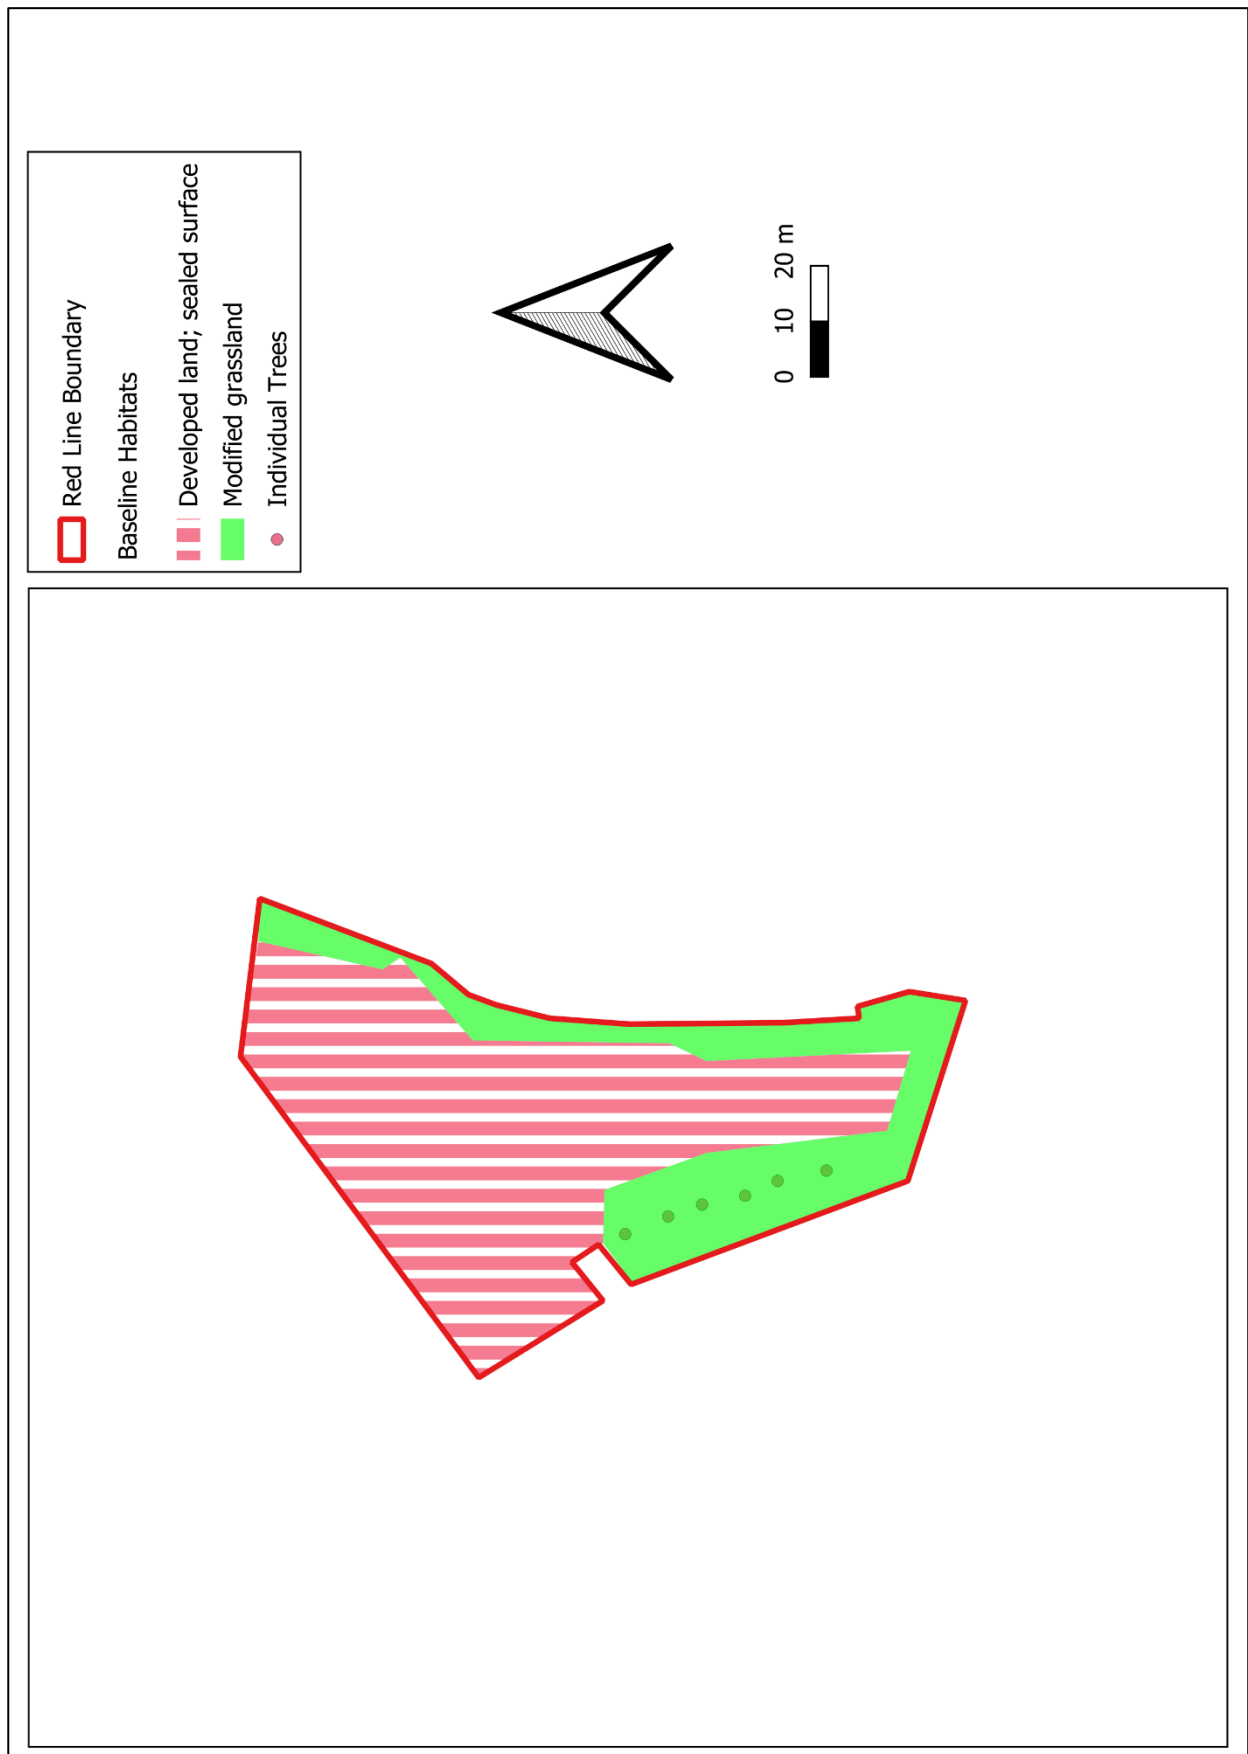 Red Line Boundary
Baseline Habitats
Developed land; sealed surface
Modified grassland
Individual Trees
0 10 20 m